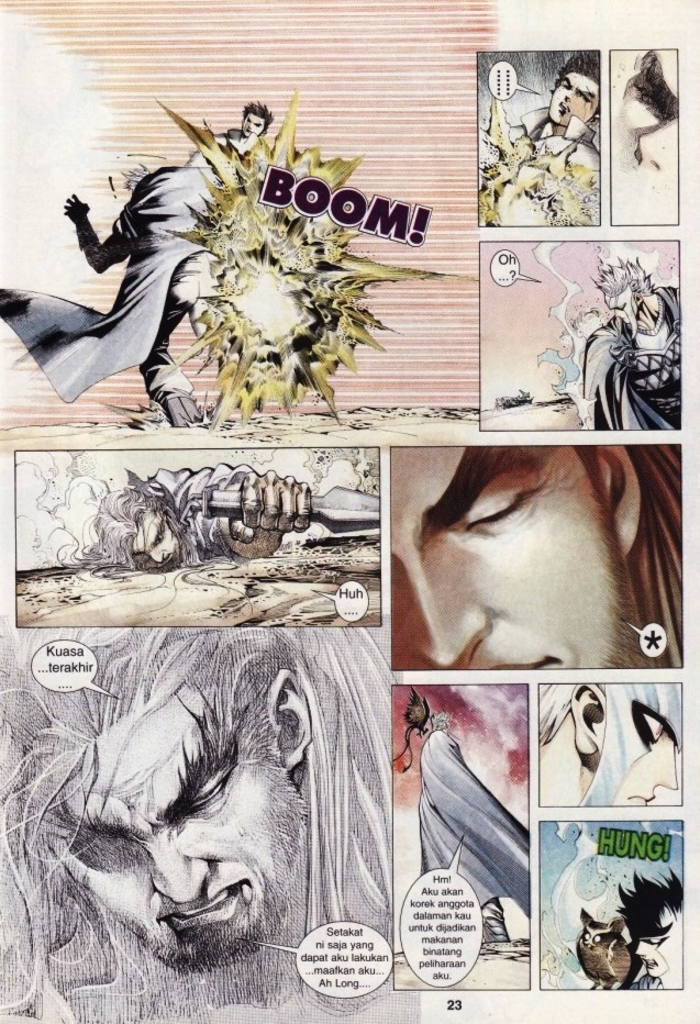 BOOM!
Oh
...?
Huh
....
*
Kuasa
...terakhir
....
Setakat
ni saja yang
dapat aku lakukan
...maafkan aku...
Ah Long....
Hm!
Aku akan
korek anggota
dalaman kau
untuk dijadikan
makanan
binatang
peliharaan
aku.
HUNG!
23